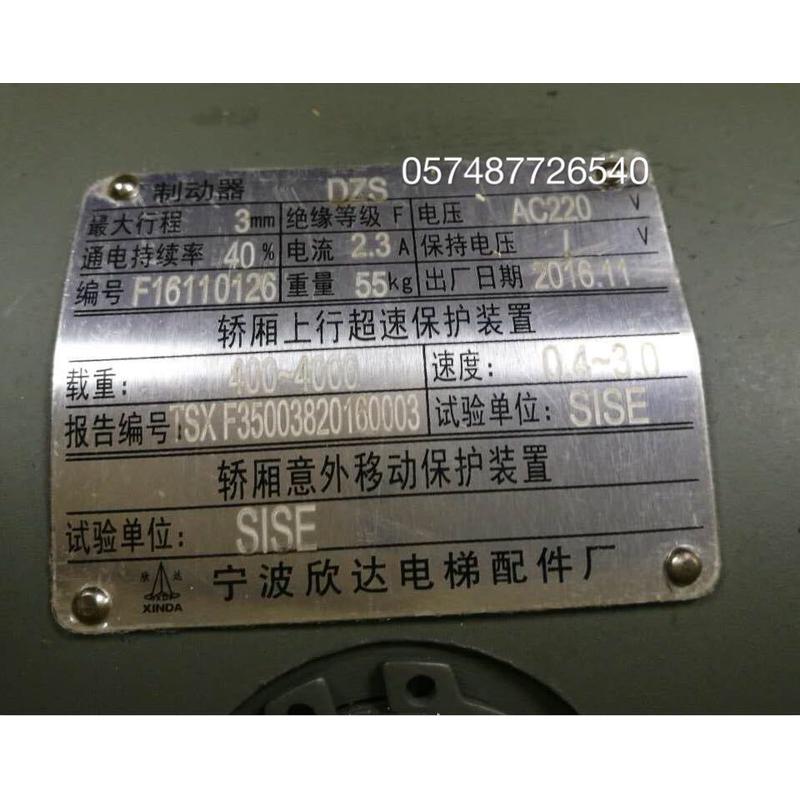 057487726540
制动器 DZS
最大行程 3mm 绝缘等级 F 电压 AC220 V
通电持续率 40% 电流 2.3 A 保持电压 / V
编号 F16110126 重量 55kg 出厂日期 2016.11
轿厢上行超速保护装置
载重: 400~4000 速度: 0.4~3.0
报告编号: TSX F35003820160003 试验单位: SISE
轿厢意外移动保护装置
试验单位: SISE
欣达 XINDA 宁波欣达电梯配件厂